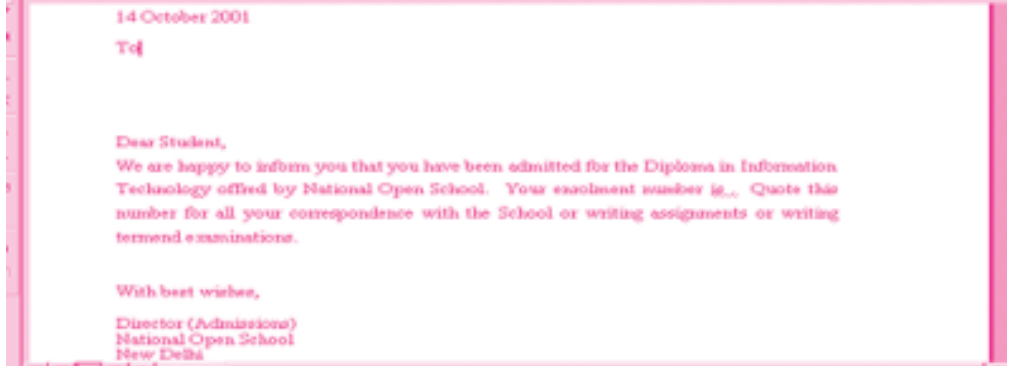 14 October 2001
To
Dear Student,
We are happy to inform you that you have been admitted for the Diploma in Information
Technology offred by National Open School. Your enrolment number is... Quote this
number for all your correspondence with the School or writing assignments or writing
termend examinations.
With best wishes,
Director (Admissions)
National Open School
New Delhi